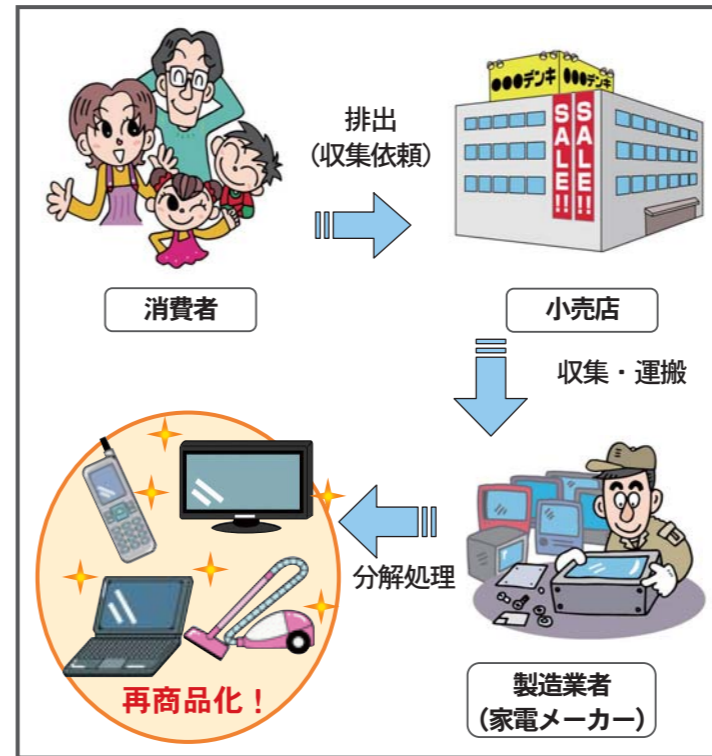 ●●●デンキ
●●●デンキ
SALE!!
SALE!!
排出
(収集依頼)
消費者
小売店
収集・運搬
分解処理
再商品化！
製造業者
(家電メーカー)